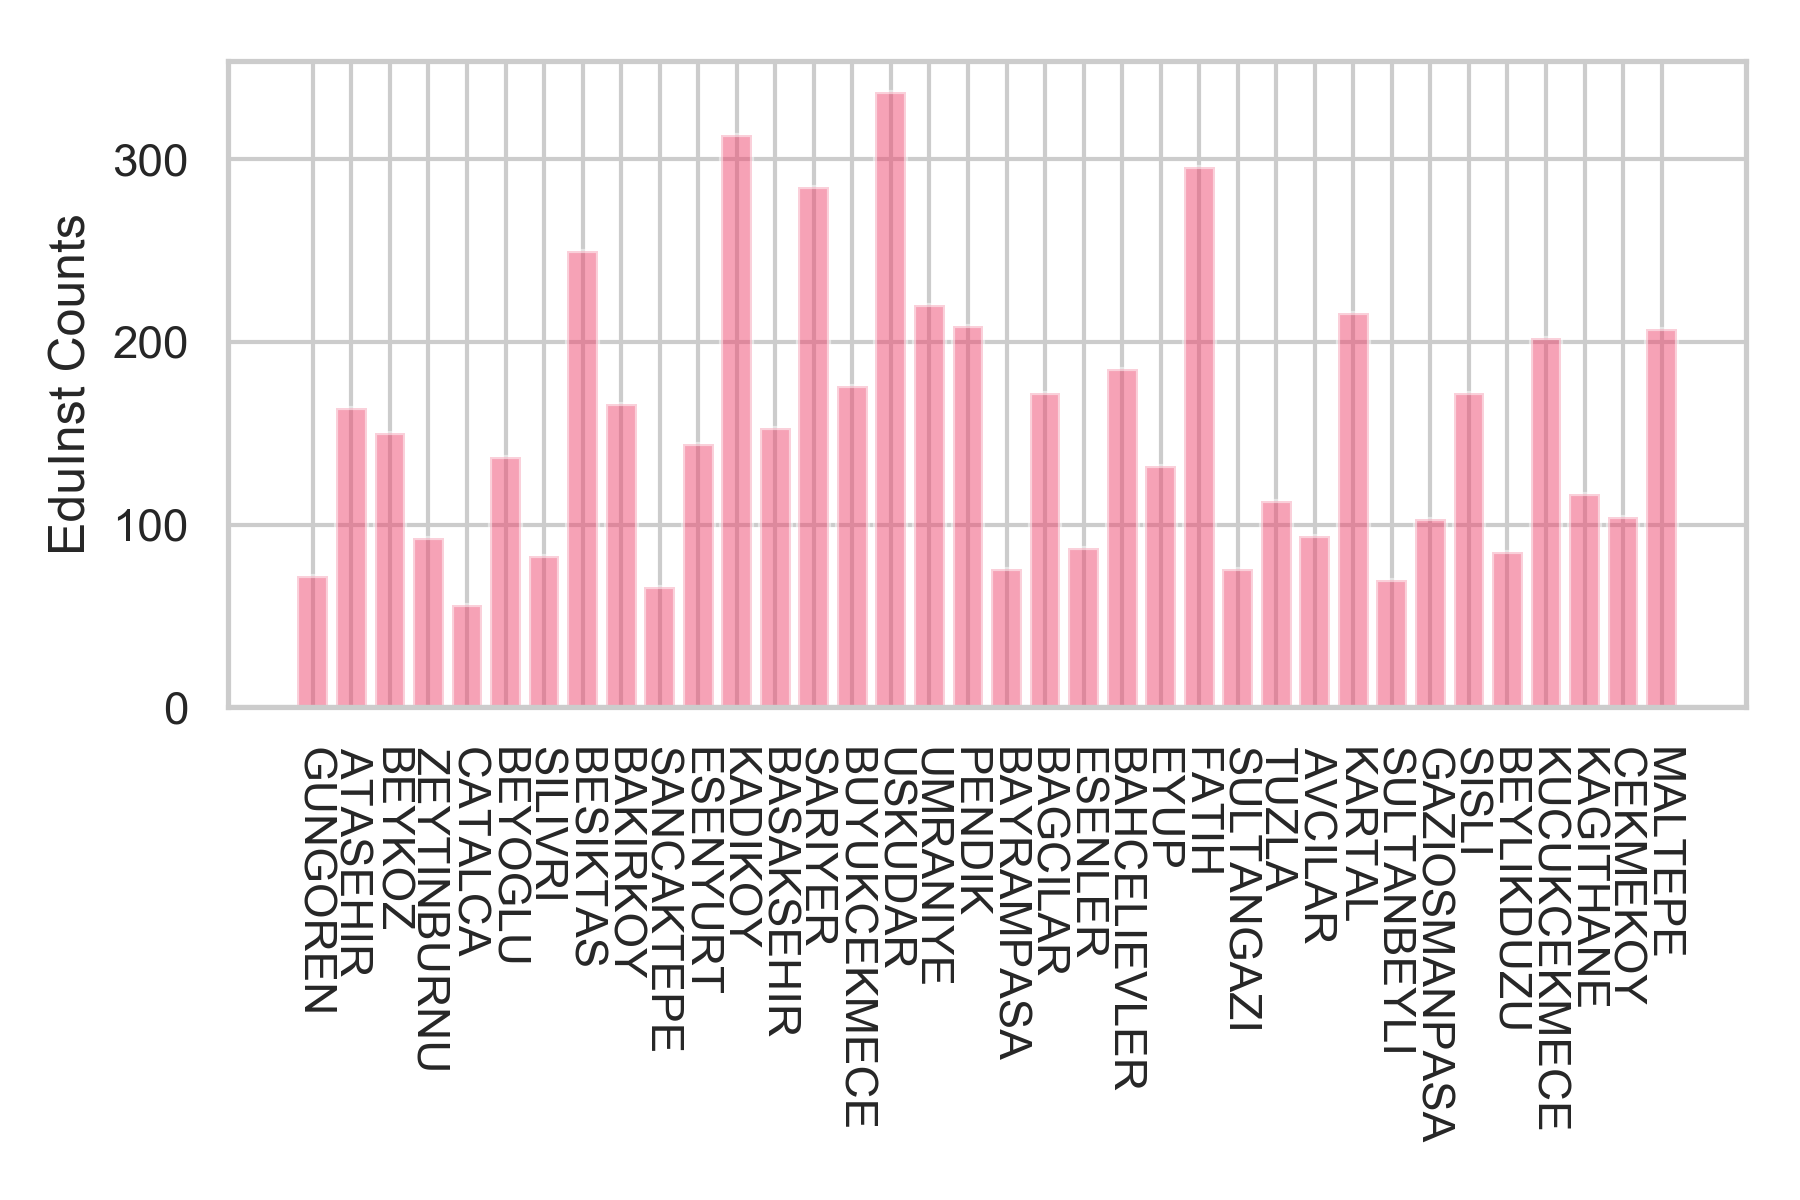 EduInst Counts
300
200
100
0
GUNGOREN
ATASEHIR
BEYKOZ
ZEYTINBURNU
CATALCA
BEYOGLU
SILIVRI
BESIKTAS
BAKIRKOY
SANCAKTEPE
ESENYURT
KADIKOY
BASAKSEHIR
SARIYER
BUYUKCEKMECE
USKUDAR
UMRANIYE
PENDIK
BAYRAMPASA
BAGCILAR
ESENLER
BAHCELIEVLER
EYUP
FATIH
SULTANGAZI
TUZLA
AVCILAR
KARTAL
SULTANBEYLI
GAZIOSMANPASA
SISLI
BEYLIKDUZU
KUCUKCEKMECE
KAGITHANE
CEKMEKOY
MALTEPE